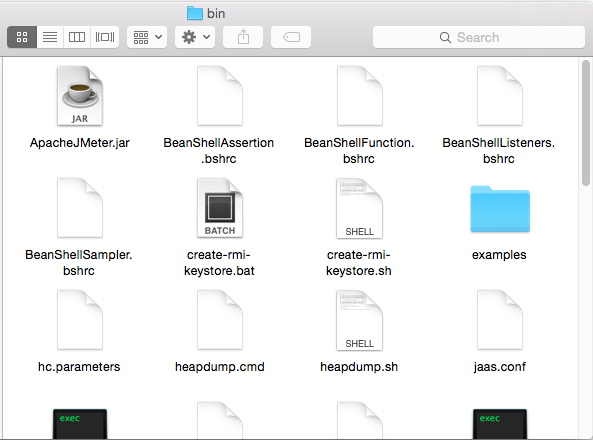 bin
Search
JAR
ApacheJMeter.jar
BeanShellAssertion
.bshrc
BeanShellFunction.
bshrc
BeanShellListeners.
bshrc
BeanShellSampler.
bshrc
BATCH
create-rmi-
keystore.bat
SHELL
create-rmi-
keystore.sh
examples
hc.parameters
heapdump.cmd
SHELL
heapdump.sh
jaas.conf
exec
exec